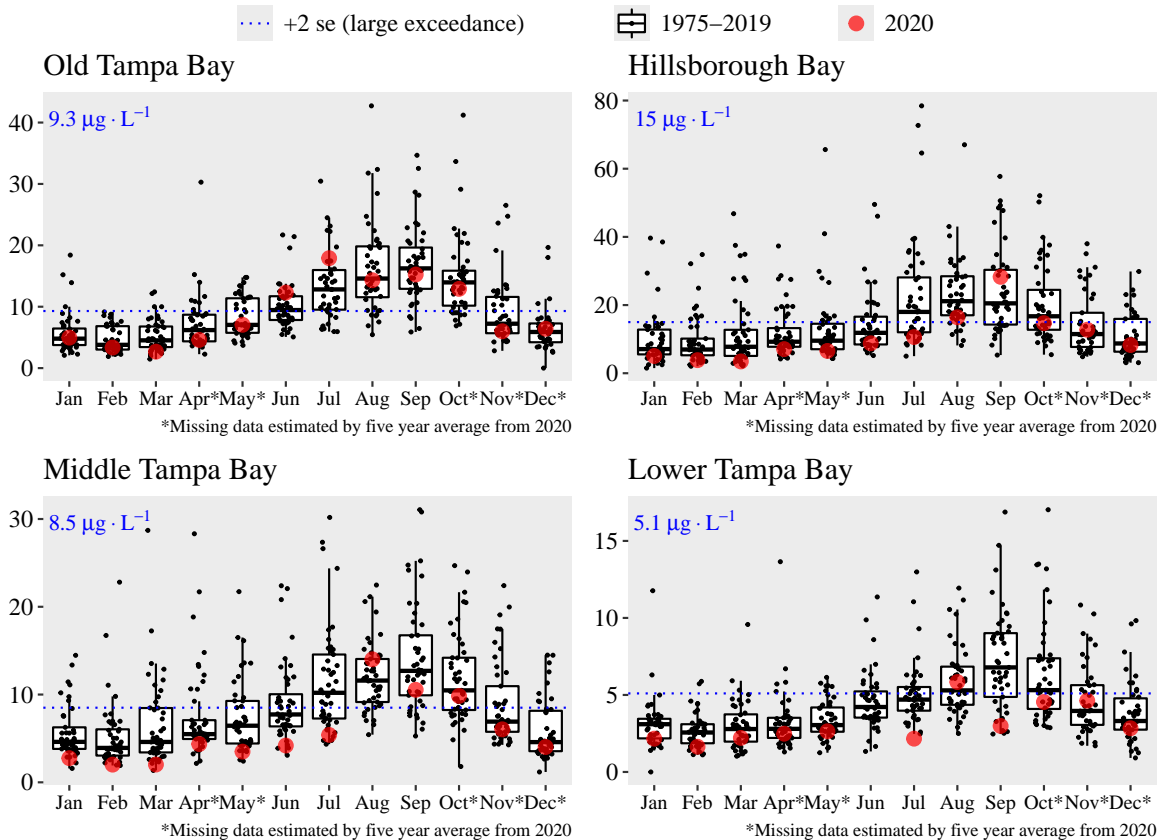 +2 se (large exceedance) 1975–2019 2020
Old Tampa Bay
9.3 μg · L⁻¹
40
30
20
10
0
Jan Feb Mar Apr* May* Jun Jul Aug Sep Oct* Nov* Dec*
*Missing data estimated by five year average from 2020
Hillsborough Bay
15 μg · L⁻¹
80
60
40
20
0
Jan Feb Mar Apr* May* Jun Jul Aug Sep Oct* Nov* Dec*
*Missing data estimated by five year average from 2020
Middle Tampa Bay
8.5 μg · L⁻¹
30
20
10
0
Jan Feb Mar Apr* May* Jun Jul Aug Sep Oct* Nov* Dec*
*Missing data estimated by five year average from 2020
Lower Tampa Bay
5.1 μg · L⁻¹
15
10
5
0
Jan Feb Mar Apr* May* Jun Jul Aug Sep Oct* Nov* Dec*
*Missing data estimated by five year average from 2020